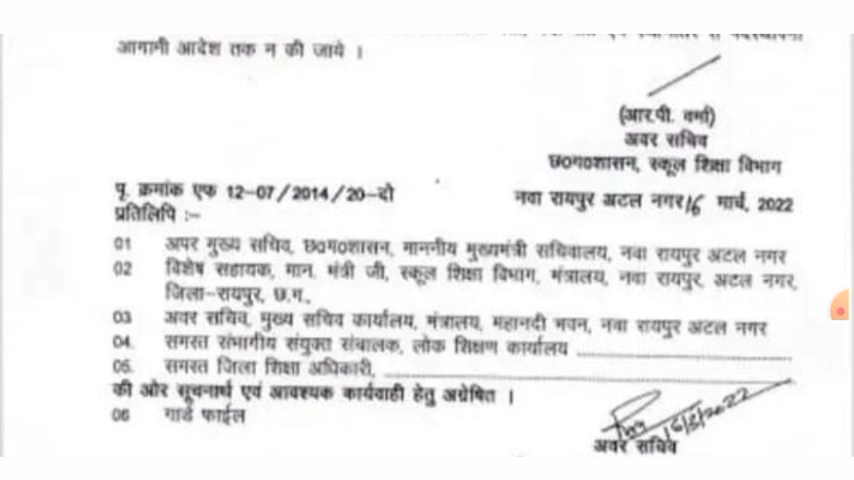 आगामी आदेश तक न की जाये ।
(आर.पी. वर्मा)
अवर सचिव
छ0ग0शासन, स्कूल शिक्षा विभाग
पृ. क्रमांक एफ 12-07/2014/20-दो
नवा रायपुर अटल नगर 16 मार्च, 2022
प्रतिलिपि :-
01 अपर मुख्य सचिव, छ0ग0शासन, माननीय मुख्यमंत्री सचिवालय, नवा रायपुर अटल नगर
02 विशेष सहायक, मान. मंत्री जी, स्कूल शिक्षा विभाग, मंत्रालय, नवा रायपुर, अटल नगर,
जिला-रायपुर, छ.ग.,
03 अवर सचिव, मुख्य सचिव कार्यालय, मंत्रालय, महानदी भवन, नवा रायपुर अटल नगर
04. समस्त संभागीय संयुक्त संचालक, लोक शिक्षण कार्यालय
05. समस्त जिला शिक्षा अधिकारी,
की ओर सूचनार्थ एवं आवश्यक कार्यवाही हेतु अग्रेषित ।
06 गार्ड फाईल
16/3/2022
अवर सचिव